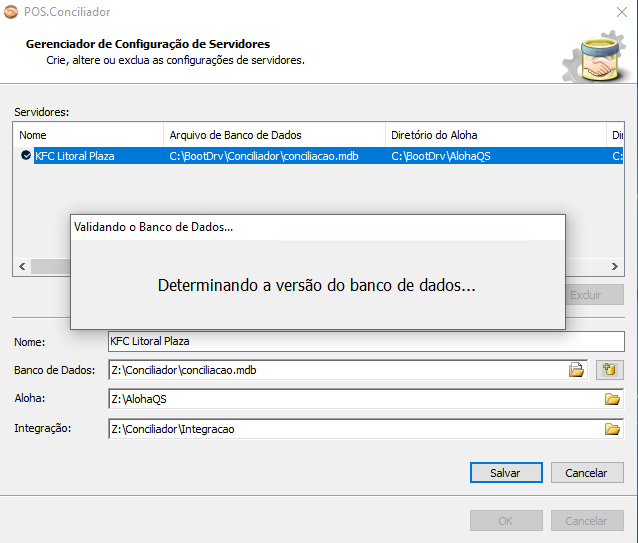 POS.Conciliador
Gerenciador de Configuração de Servidores
Crie, altere ou exclua as configurações de servidores.
Servidores:
Nome Arquivo de Banco de Dados Diretório do Aloha Dir
KFC Litoral Plaza C:\BootDrv\Conciliador\conciliacao.mdb C:\BootDrv\AlohaQS C:
Validando o Banco de Dados...
Determinando a versão do banco de dados...
Excluir
Nome: KFC Litoral Plaza
Banco de Dados: Z:\Conciliador\conciliacao.mdb
Aloha: Z:\AlohaQS
Integração: Z:\Conciliador\Integracao
Salvar Cancelar
OK Cancelar